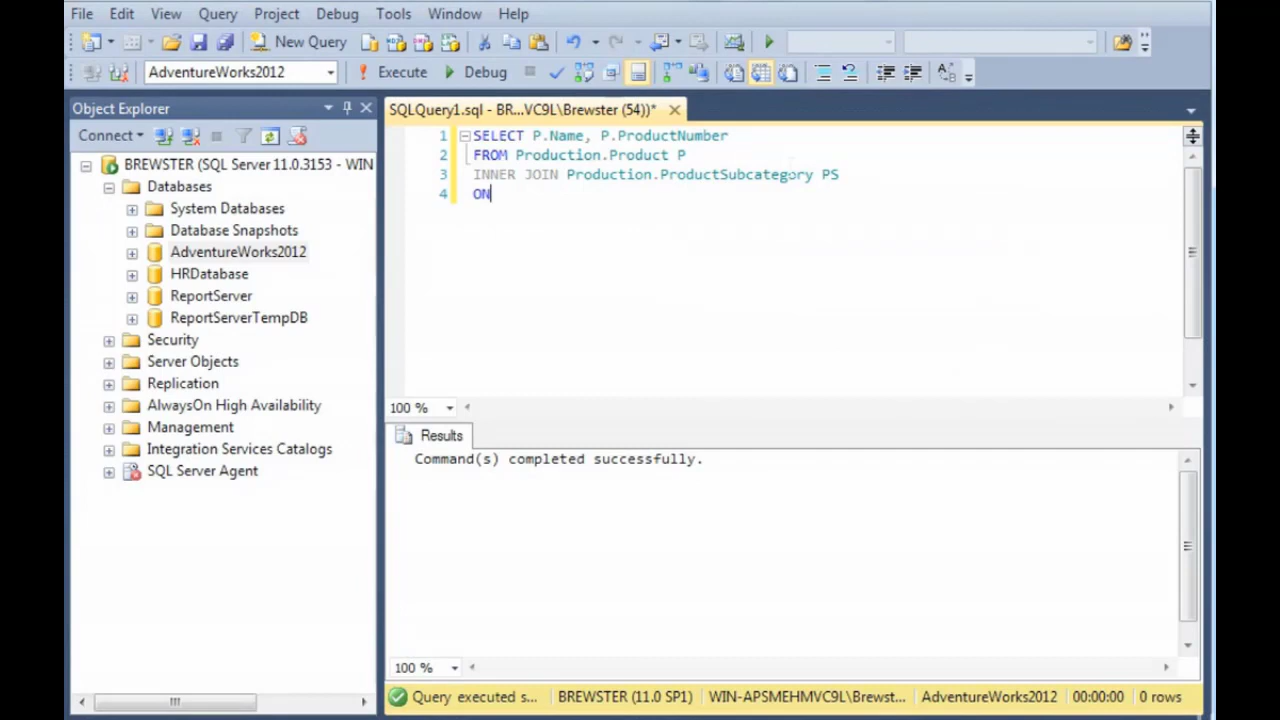 File Edit View Query Project Debug Tools Window Help
New Query
AdventureWorks2012 Execute Debug
Object Explorer
Connect
BREWSTER (SQL Server 11.0.3153 - WIN
Databases
System Databases
Database Snapshots
AdventureWorks2012
HRDatabase
ReportServer
ReportServerTempDB
Security
Server Objects
Replication
AlwaysOn High Availability
Management
Integration Services Catalogs
SQL Server Agent
SQLQuery1.sql - BR...VC9L\Brewster (54))*
1 SELECT P.Name, P.ProductNumber
2 FROM Production.Product P
3 INNER JOIN Production.ProductSubcategory PS
4 ON
100 %
Results
Command(s) completed successfully.
100 %
Query executed s... BREWSTER (11.0 SP1) WIN-APSMEHMVC9L\Brewst... AdventureWorks2012 00:00:00 0 rows